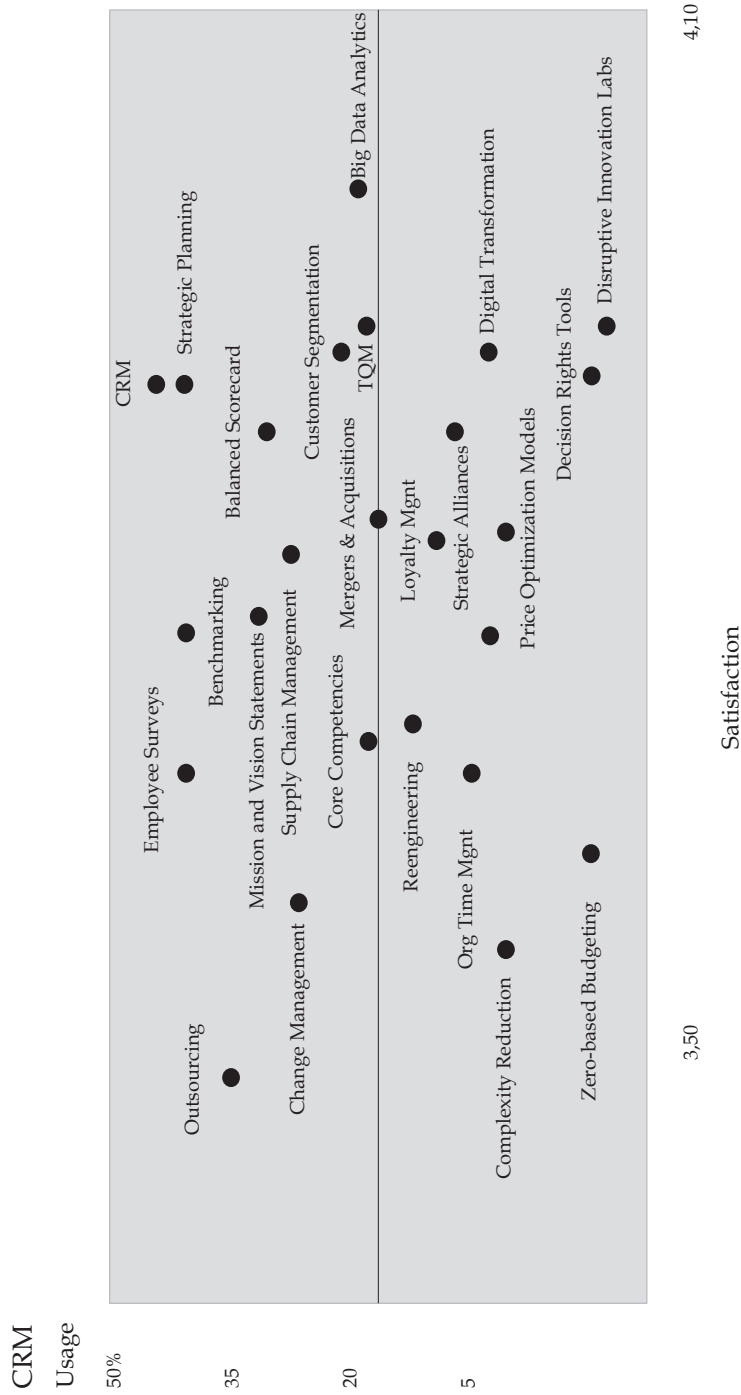 CRM
Usage
50%
35
20
5
CRM
Strategic Planning
Employee Surveys
Benchmarking
Outsourcing
Balanced Scorecard
Mission and Vision Statements
Supply Chain Management
Change Management
Customer Segmentation
TQM
Big Data Analytics
Mergers & Acquisitions
Core Competencies
Loyalty Mgnt
Reengineering
Strategic Alliances
Org Time Mgnt
Digital Transformation
Complexity Reduction
Price Optimization Models
Decision Rights Tools
Zero-based Budgeting
Disruptive Innovation Labs
3,50
4,10
Satisfaction